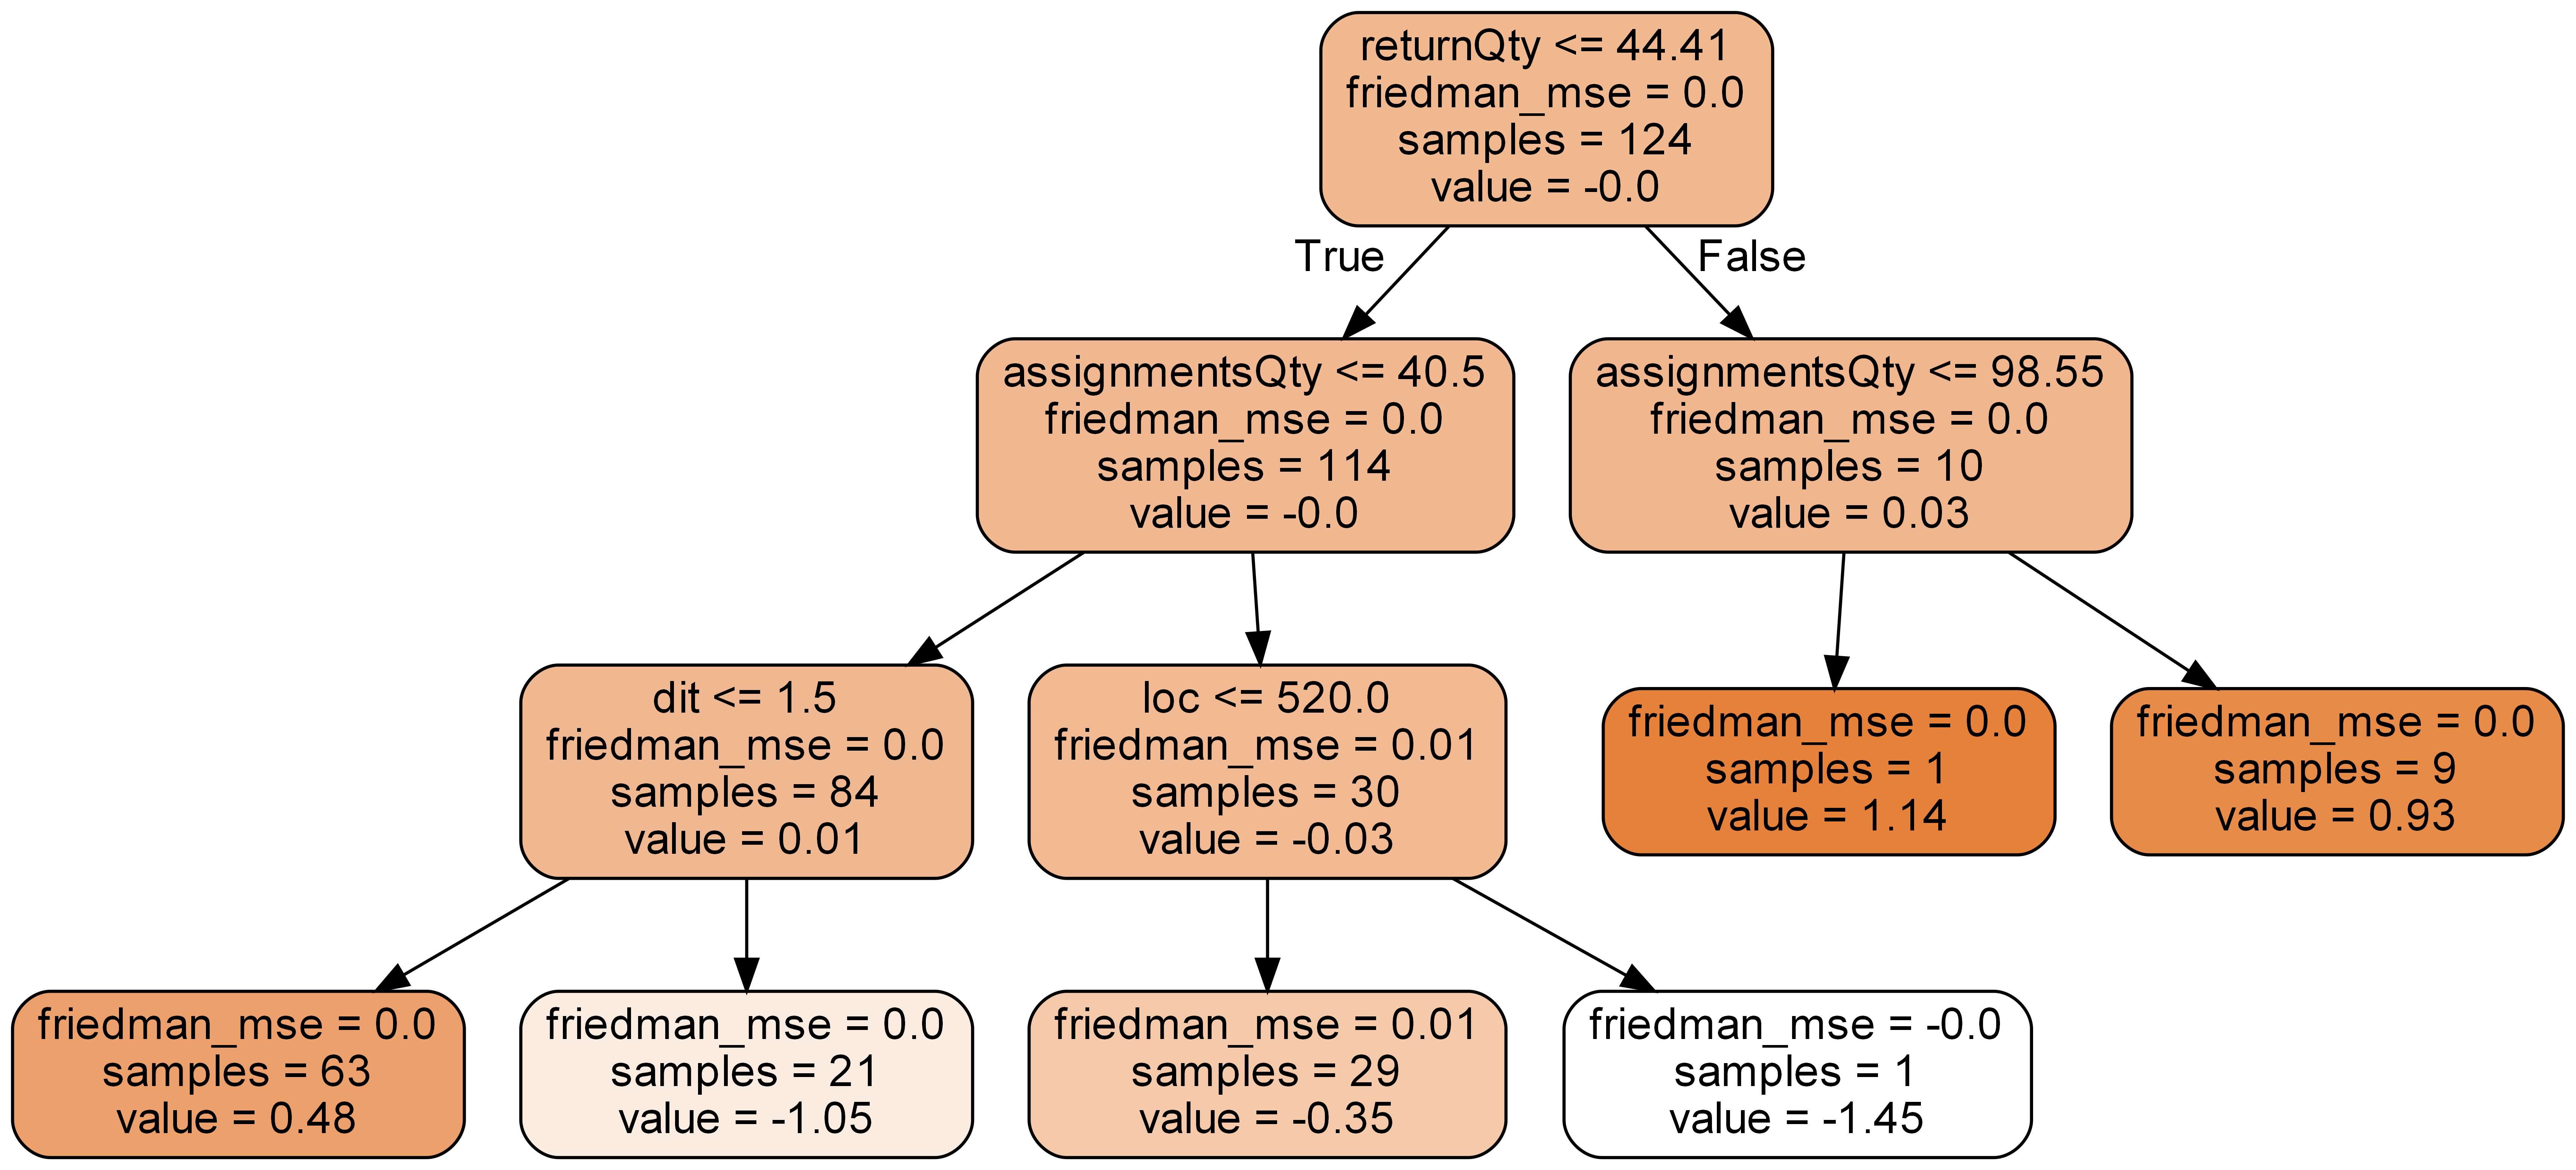 returnQty <= 44.41
friedman_mse = 0.0
samples = 124
value = -0.0
True
False
assignmentsQty <= 40.5
friedman_mse = 0.0
samples = 114
value = -0.0
assignmentsQty <= 98.55
friedman_mse = 0.0
samples = 10
value = 0.03
dit <= 1.5
friedman_mse = 0.0
samples = 84
value = 0.01
loc <= 520.0
friedman_mse = 0.01
samples = 30
value = -0.03
friedman_mse = 0.0
samples = 1
value = 1.14
friedman_mse = 0.0
samples = 9
value = 0.93
friedman_mse = 0.0
samples = 63
value = 0.48
friedman_mse = 0.0
samples = 21
value = -1.05
friedman_mse = 0.01
samples = 29
value = -0.35
friedman_mse = -0.0
samples = 1
value = -1.45